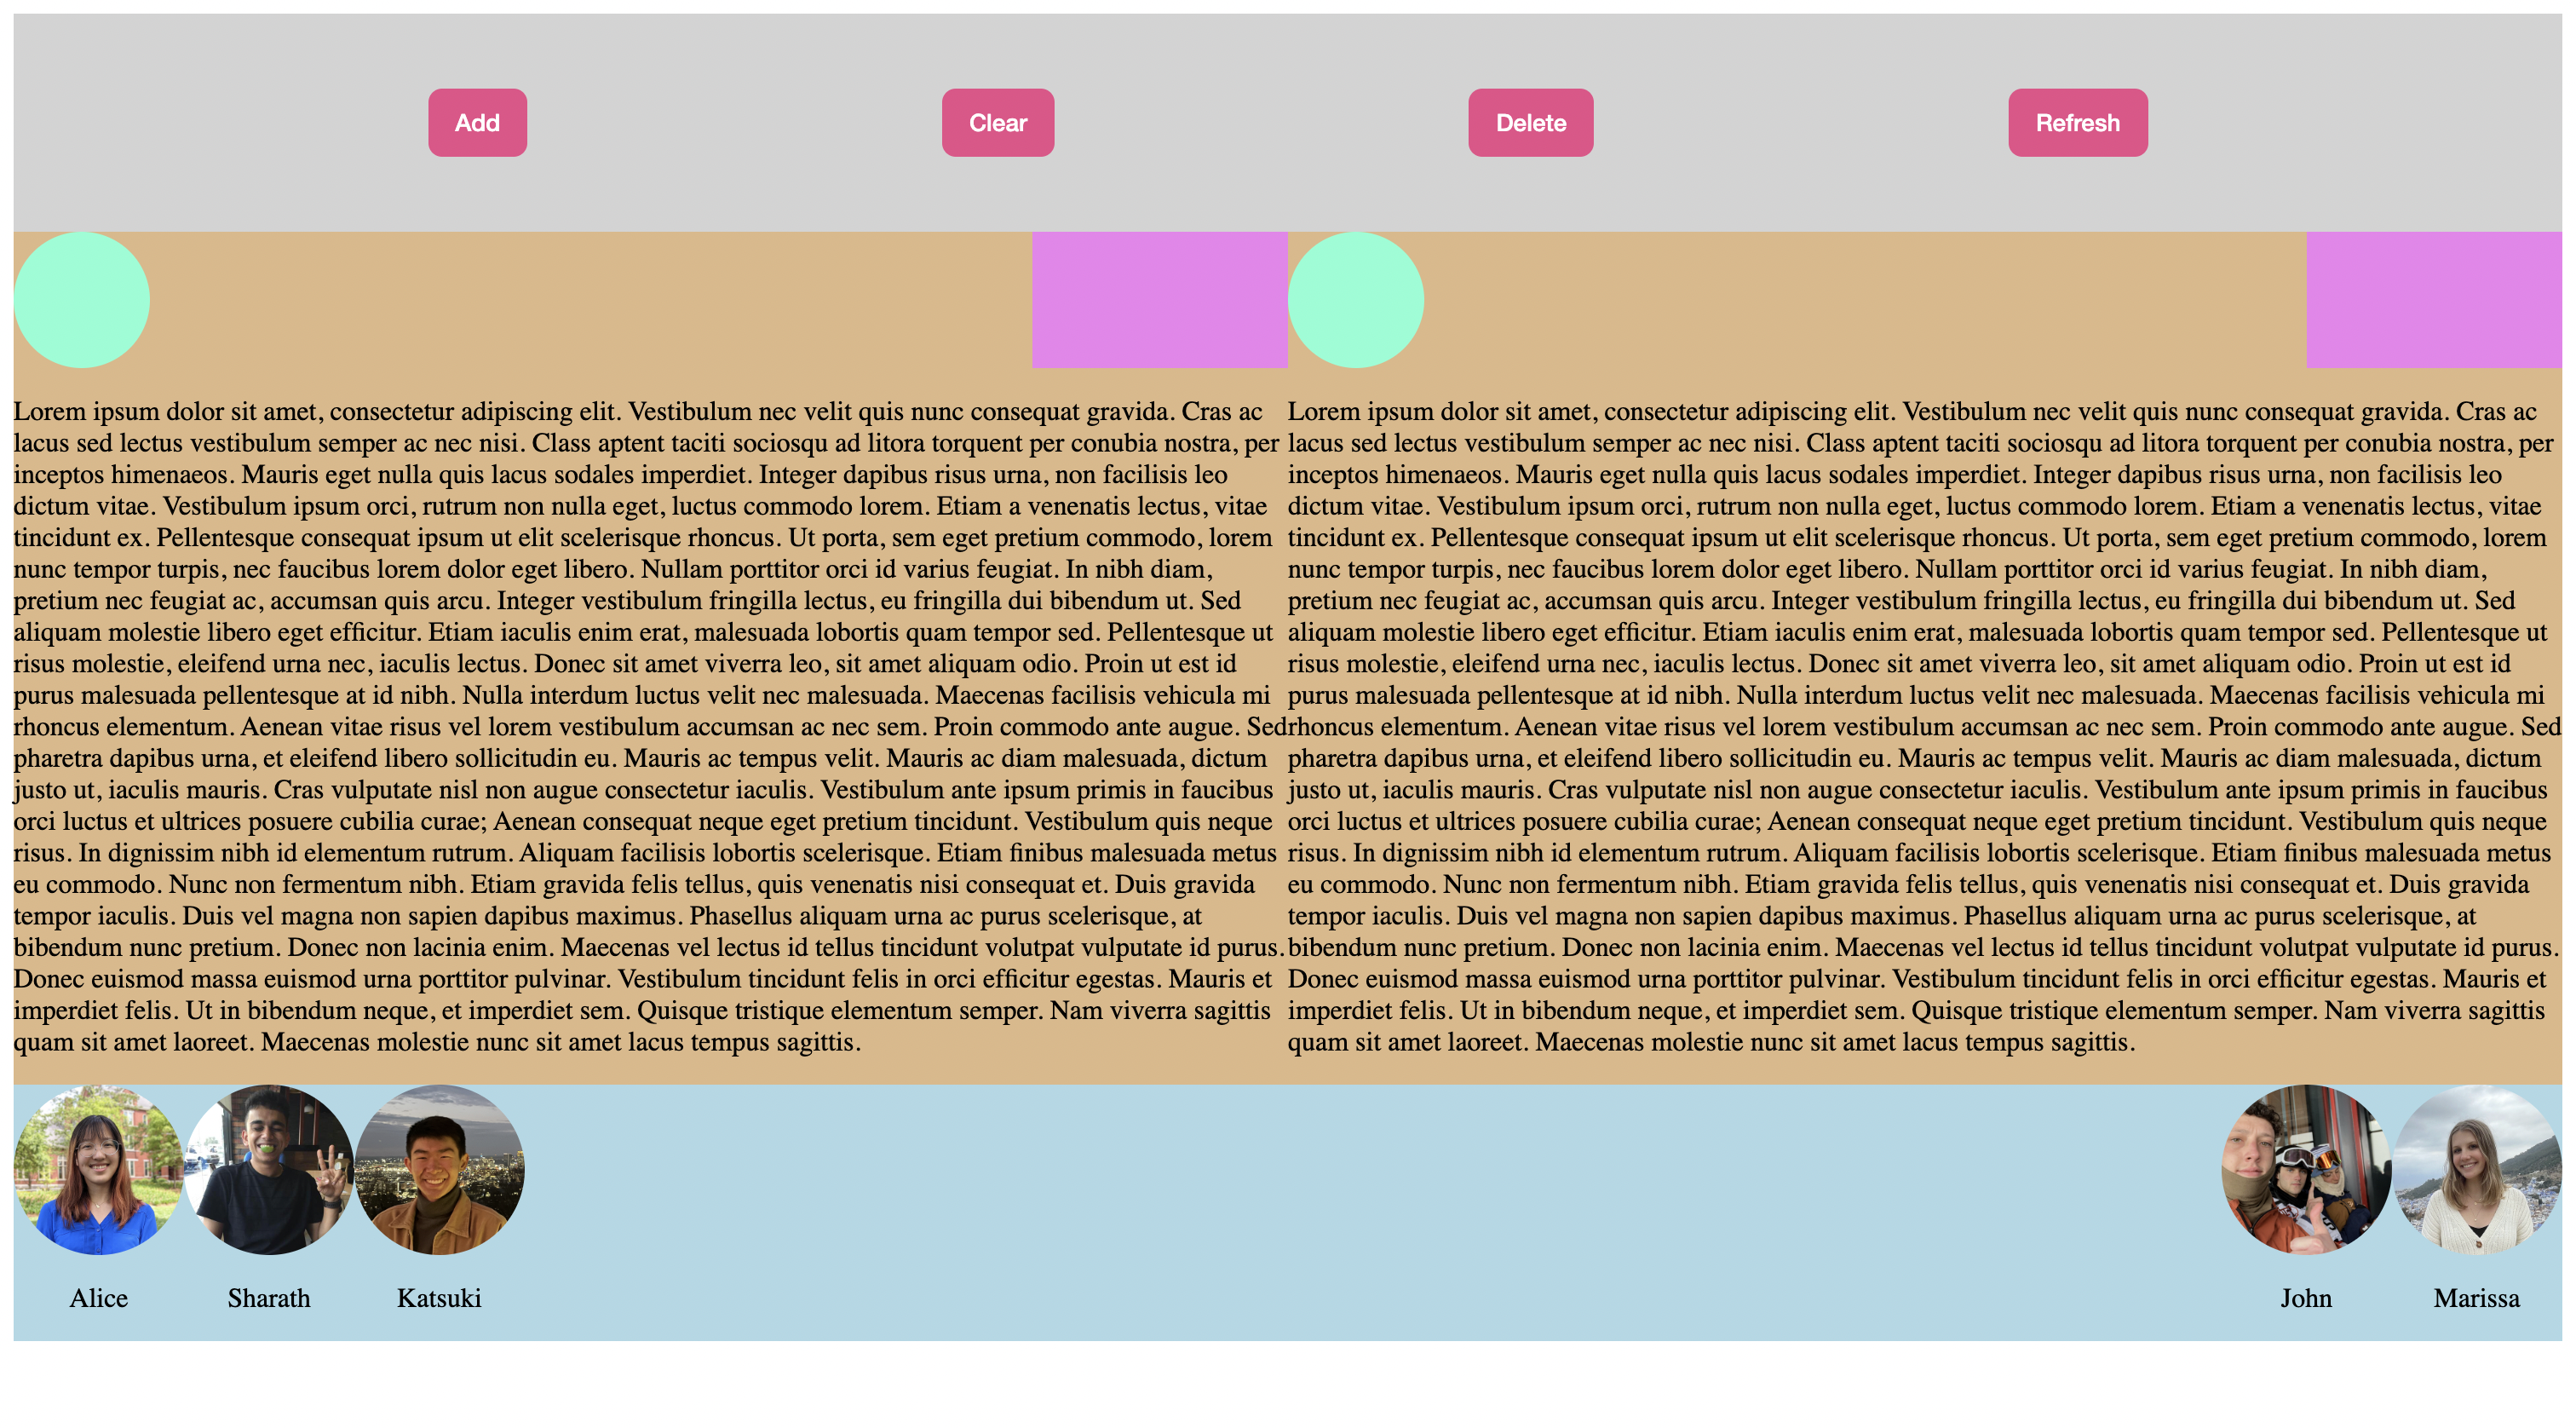 Add
Clear
Delete
Refresh
Lorem ipsum dolor sit amet, consectetur adipiscing elit. Vestibulum nec velit quis nunc consequat gravida. Cras ac
lacus sed lectus vestibulum semper ac nec nisi. Class aptent taciti sociosqu ad litora torquent per conubia nostra, per
inceptos himenaeos. Mauris eget nulla quis lacus sodales imperdiet. Integer dapibus risus urna, non facilisis leo
dictum vitae. Vestibulum ipsum orci, rutrum non nulla eget, luctus commodo lorem. Etiam a venenatis lectus, vitae
tincidunt ex. Pellentesque consequat ipsum ut elit scelerisque rhoncus. Ut porta, sem eget pretium commodo, lorem
nunc tempor turpis, nec faucibus lorem dolor eget libero. Nullam porttitor orci id varius feugiat. In nibh diam,
pretium nec feugiat ac, accumsan quis arcu. Integer vestibulum fringilla lectus, eu fringilla dui bibendum ut. Sed
aliquam molestie libero eget efficitur. Etiam iaculis enim erat, malesuada lobortis quam tempor sed. Pellentesque ut
risus molestie, eleifend urna nec, iaculis lectus. Donec sit amet viverra leo, sit amet aliquam odio. Proin ut est id
purus malesuada pellentesque at id nibh. Nulla interdum luctus velit nec malesuada. Maecenas facilisis vehicula mi
rhoncus elementum. Aenean vitae risus vel lorem vestibulum accumsan ac nec sem. Proin commodo ante augue. Sed
pharetra dapibus urna, et eleifend libero sollicitudin eu. Mauris ac tempus velit. Mauris ac diam malesuada, dictum
justo ut, iaculis mauris. Cras vulputate nisl non augue consectetur iaculis. Vestibulum ante ipsum primis in faucibus
orci luctus et ultrices posuere cubilia curae; Aenean consequat neque eget pretium tincidunt. Vestibulum quis neque
risus. In dignissim nibh id elementum rutrum. Aliquam facilisis lobortis scelerisque. Etiam finibus malesuada metus
eu commodo. Nunc non fermentum nibh. Etiam gravida felis tellus, quis venenatis nisi consequat et. Duis gravida
tempor iaculis. Duis vel magna non sapien dapibus maximus. Phasellus aliquam urna ac purus scelerisque, at
bibendum nunc pretium. Donec non lacinia enim. Maecenas vel lectus id tellus tincidunt volutpat vulputate id purus.
Donec euismod massa euismod urna porttitor pulvinar. Vestibulum tincidunt felis in orci efficitur egestas. Mauris et
imperdiet felis. Ut in bibendum neque, et imperdiet sem. Quisque tristique elementum semper. Nam viverra sagittis
quam sit amet laoreet. Maecenas molestie nunc sit amet lacus tempus sagittis.
Lorem ipsum dolor sit amet, consectetur adipiscing elit. Vestibulum nec velit quis nunc consequat gravida. Cras ac
lacus sed lectus vestibulum semper ac nec nisi. Class aptent taciti sociosqu ad litora torquent per conubia nostra, per
inceptos himenaeos. Mauris eget nulla quis lacus sodales imperdiet. Integer dapibus risus urna, non facilisis leo
dictum vitae. Vestibulum ipsum orci, rutrum non nulla eget, luctus commodo lorem. Etiam a venenatis lectus, vitae
tincidunt ex. Pellentesque consequat ipsum ut elit scelerisque rhoncus. Ut porta, sem eget pretium commodo, lorem
nunc tempor turpis, nec faucibus lorem dolor eget libero. Nullam porttitor orci id varius feugiat. In nibh diam,
pretium nec feugiat ac, accumsan quis arcu. Integer vestibulum fringilla lectus, eu fringilla dui bibendum ut. Sed
aliquam molestie libero eget efficitur. Etiam iaculis enim erat, malesuada lobortis quam tempor sed. Pellentesque ut
risus molestie, eleifend urna nec, iaculis lectus. Donec sit amet viverra leo, sit amet aliquam odio. Proin ut est id
purus malesuada pellentesque at id nibh. Nulla interdum luctus velit nec malesuada. Maecenas facilisis vehicula mi
rhoncus elementum. Aenean vitae risus vel lorem vestibulum accumsan ac nec sem. Proin commodo ante augue. Sed
pharetra dapibus urna, et eleifend libero sollicitudin eu. Mauris ac tempus velit. Mauris ac diam malesuada, dictum
justo ut, iaculis mauris. Cras vulputate nisl non augue consectetur iaculis. Vestibulum ante ipsum primis in faucibus
orci luctus et ultrices posuere cubilia curae; Aenean consequat neque eget pretium tincidunt. Vestibulum quis neque
risus. In dignissim nibh id elementum rutrum. Aliquam facilisis lobortis scelerisque. Etiam finibus malesuada metus
eu commodo. Nunc non fermentum nibh. Etiam gravida felis tellus, quis venenatis nisi consequat et. Duis gravida
tempor iaculis. Duis vel magna non sapien dapibus maximus. Phasellus aliquam urna ac purus scelerisque, at
bibendum nunc pretium. Donec non lacinia enim. Maecenas vel lectus id tellus tincidunt volutpat vulputate id purus.
Donec euismod massa euismod urna porttitor pulvinar. Vestibulum tincidunt felis in orci efficitur egestas. Mauris et
imperdiet felis. Ut in bibendum neque, et imperdiet sem. Quisque tristique elementum semper. Nam viverra sagittis
quam sit amet laoreet. Maecenas molestie nunc sit amet lacus tempus sagittis.
Alice
Sharath
Katsuki
John
Marissa